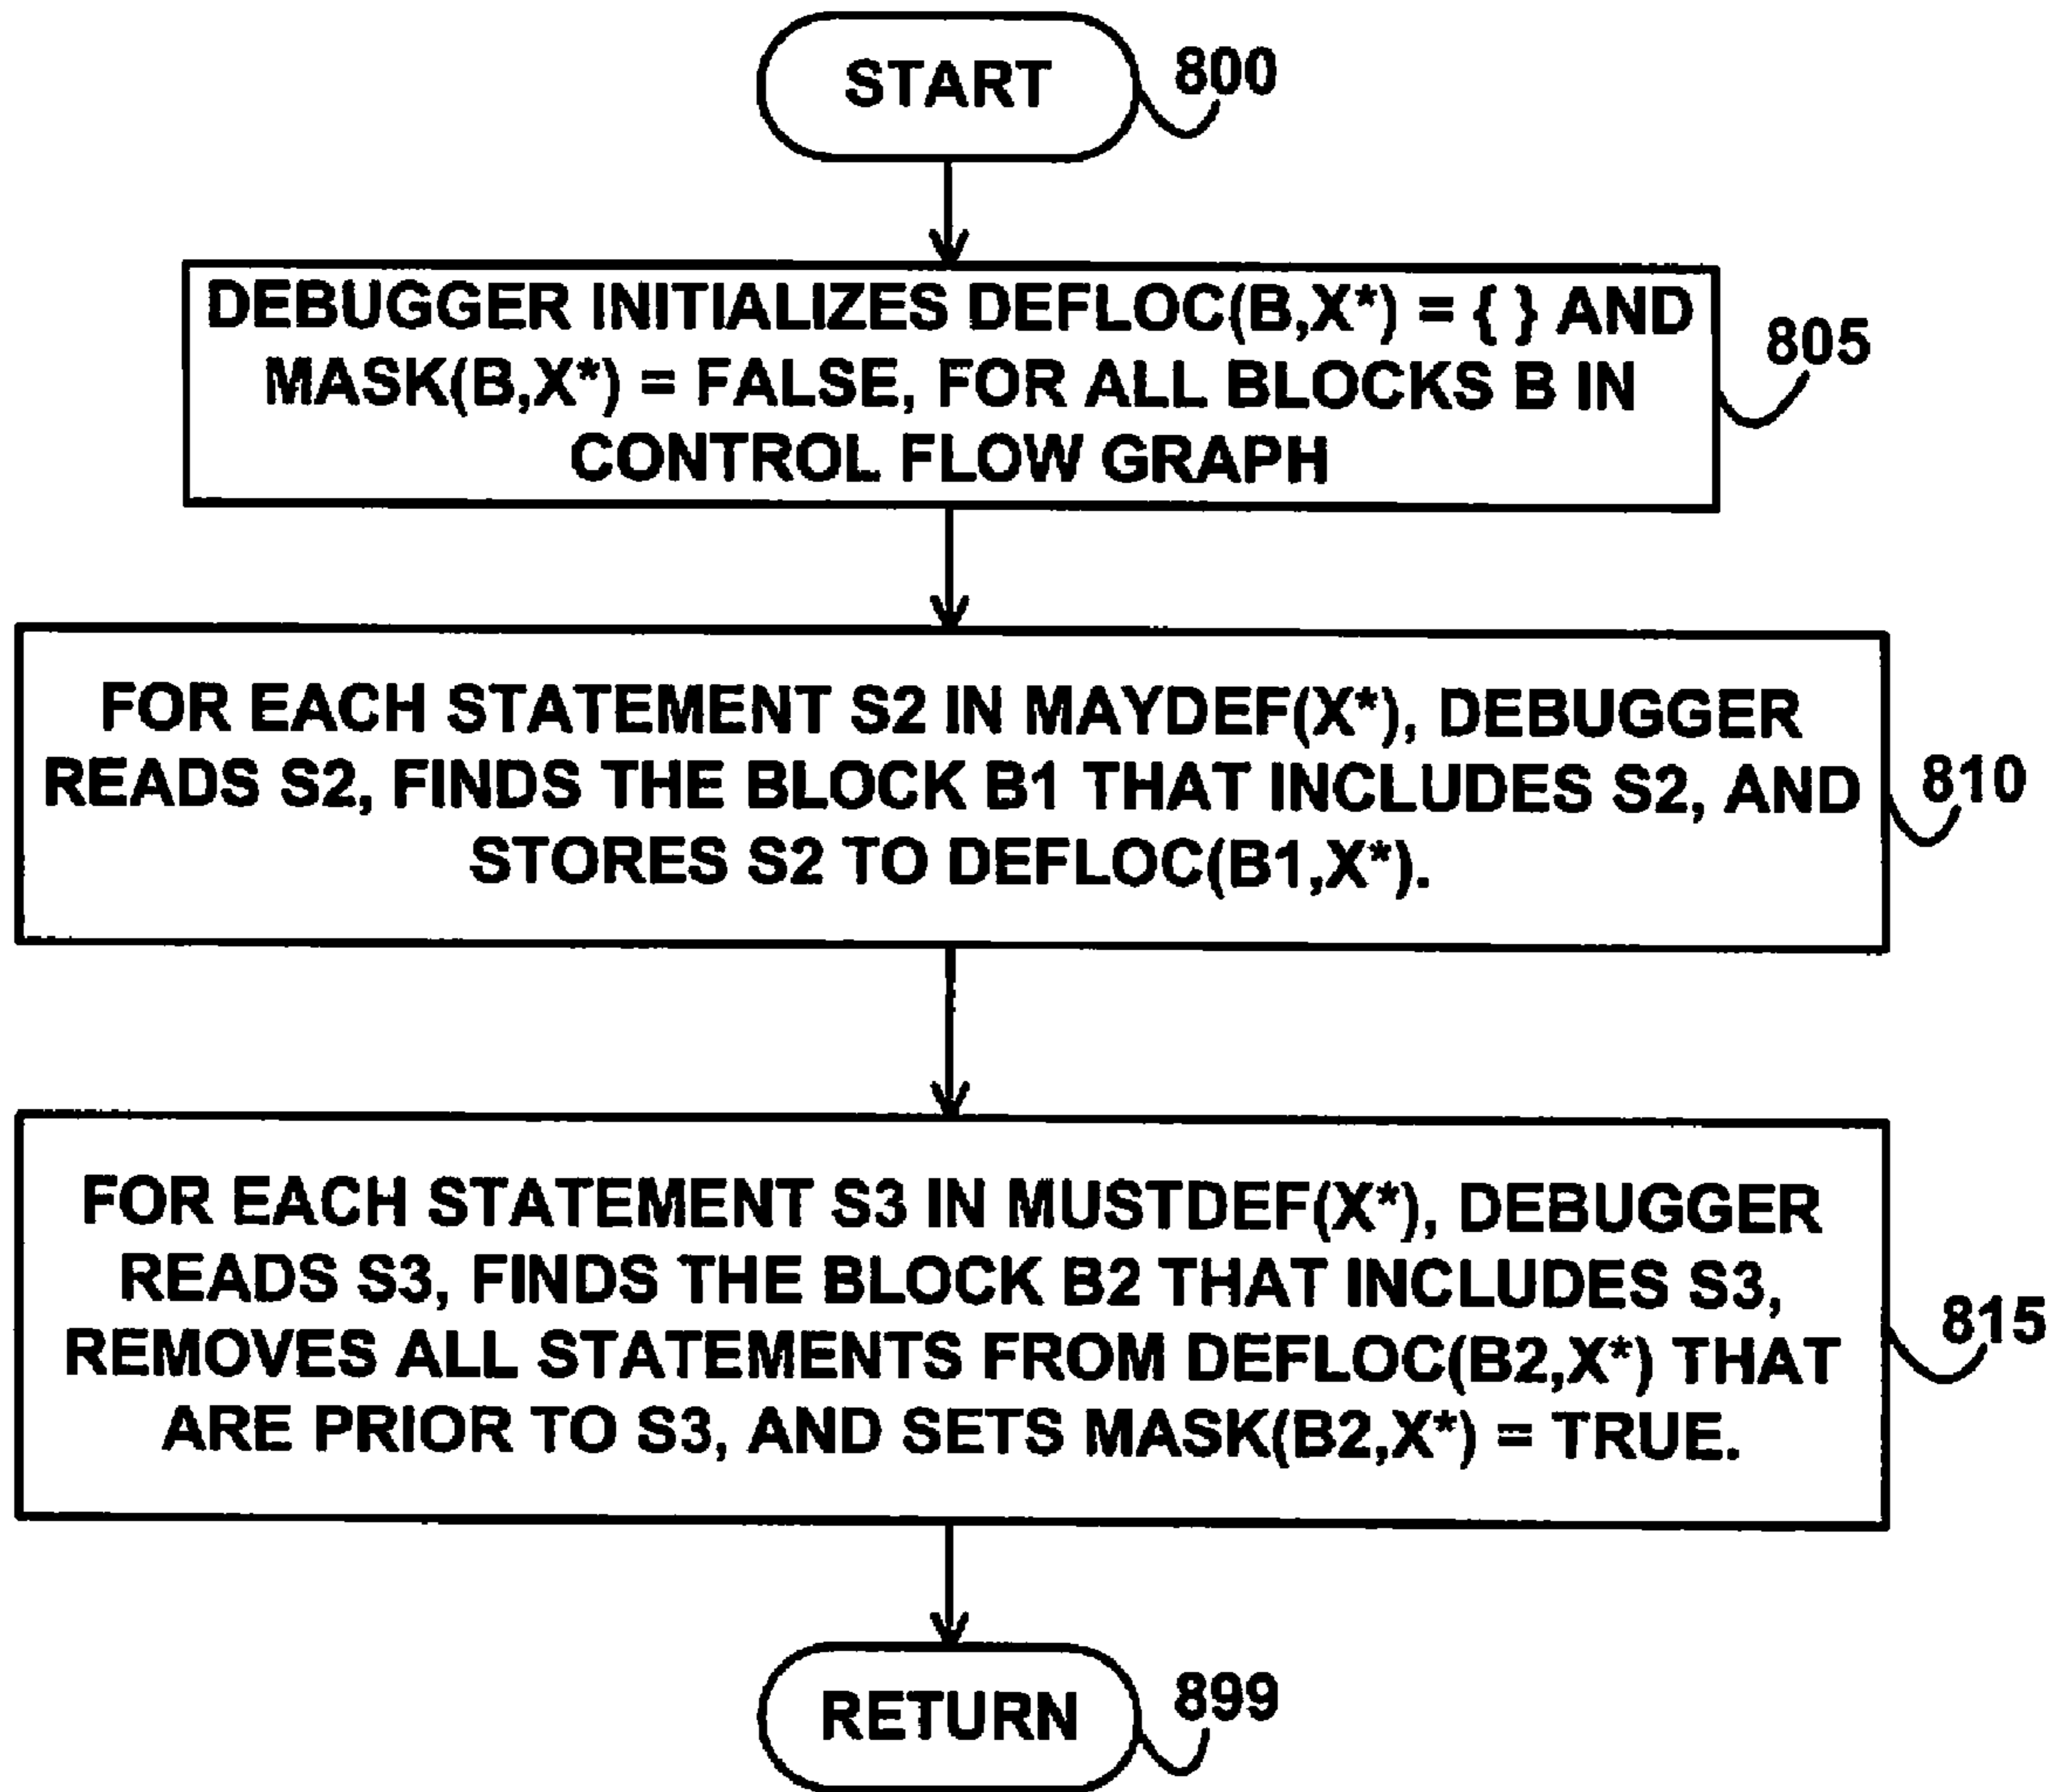 START
800
DEBUGGER INITIALIZES DEFLOC(B,X*) = { } AND
MASK(B,X*) = FALSE, FOR ALL BLOCKS B IN
CONTROL FLOW GRAPH
805
FOR EACH STATEMENT S2 IN MAYDEF(X*), DEBUGGER
READS S2, FINDS THE BLOCK B1 THAT INCLUDES S2, AND
STORES S2 TO DEFLOC(B1,X*).
810
FOR EACH STATEMENT S3 IN MUSTDEF(X*), DEBUGGER
READS S3, FINDS THE BLOCK B2 THAT INCLUDES S3,
REMOVES ALL STATEMENTS FROM DEFLOC(B2,X*) THAT
ARE PRIOR TO S3, AND SETS MASK(B2,X*) = TRUE.
815
RETURN
899